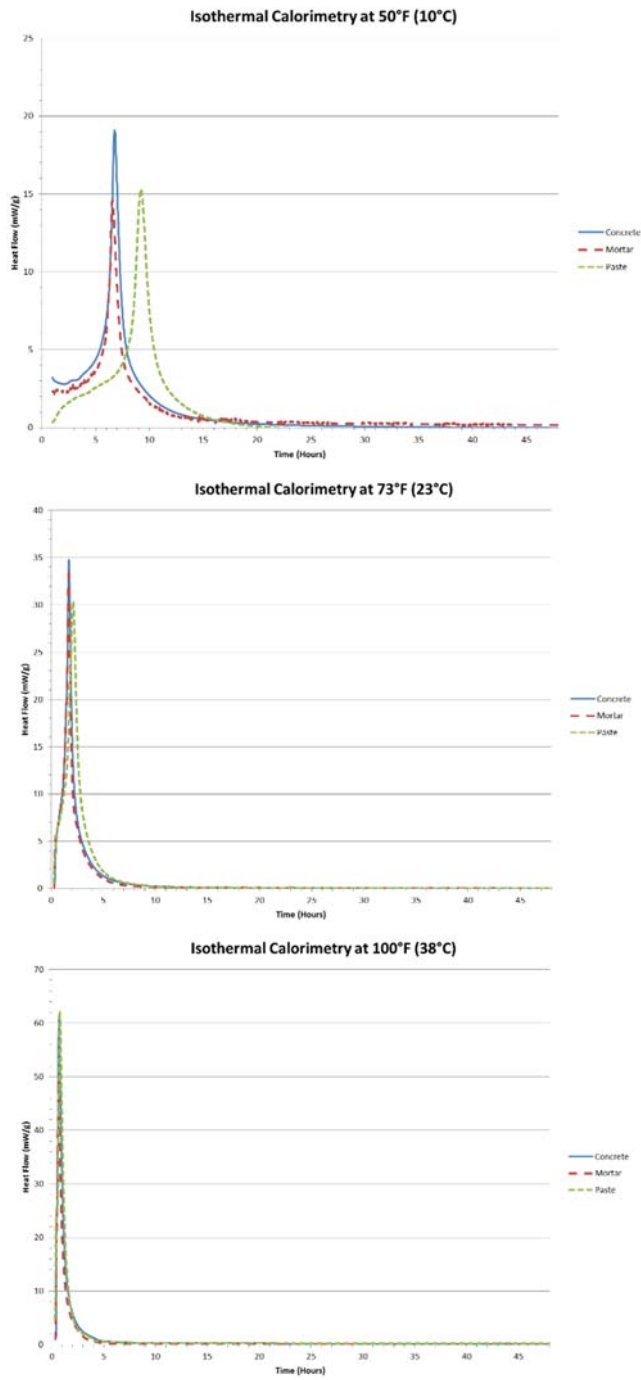 Isothermal Calorimetry at 50°F (10°C)
25
20
15
10
5
0
Heat Flow (mW/g)
0 5 10 15 20 25 30 35 40 45
Time (Hours)
Concrete
Mortar
Paste
Isothermal Calorimetry at 73°F (23°C)
40
35
30
25
20
15
10
5
0
Heat Flow (mW/g)
0 5 10 15 20 25 30 35 40 45
Time (Hours)
Concrete
Mortar
Paste
Isothermal Calorimetry at 100°F (38°C)
70
60
50
40
30
20
10
0
Heat Flow (mW/g)
0 5 10 15 20 25 30 35 40 45
Time (Hours)
Concrete
Mortar
Paste